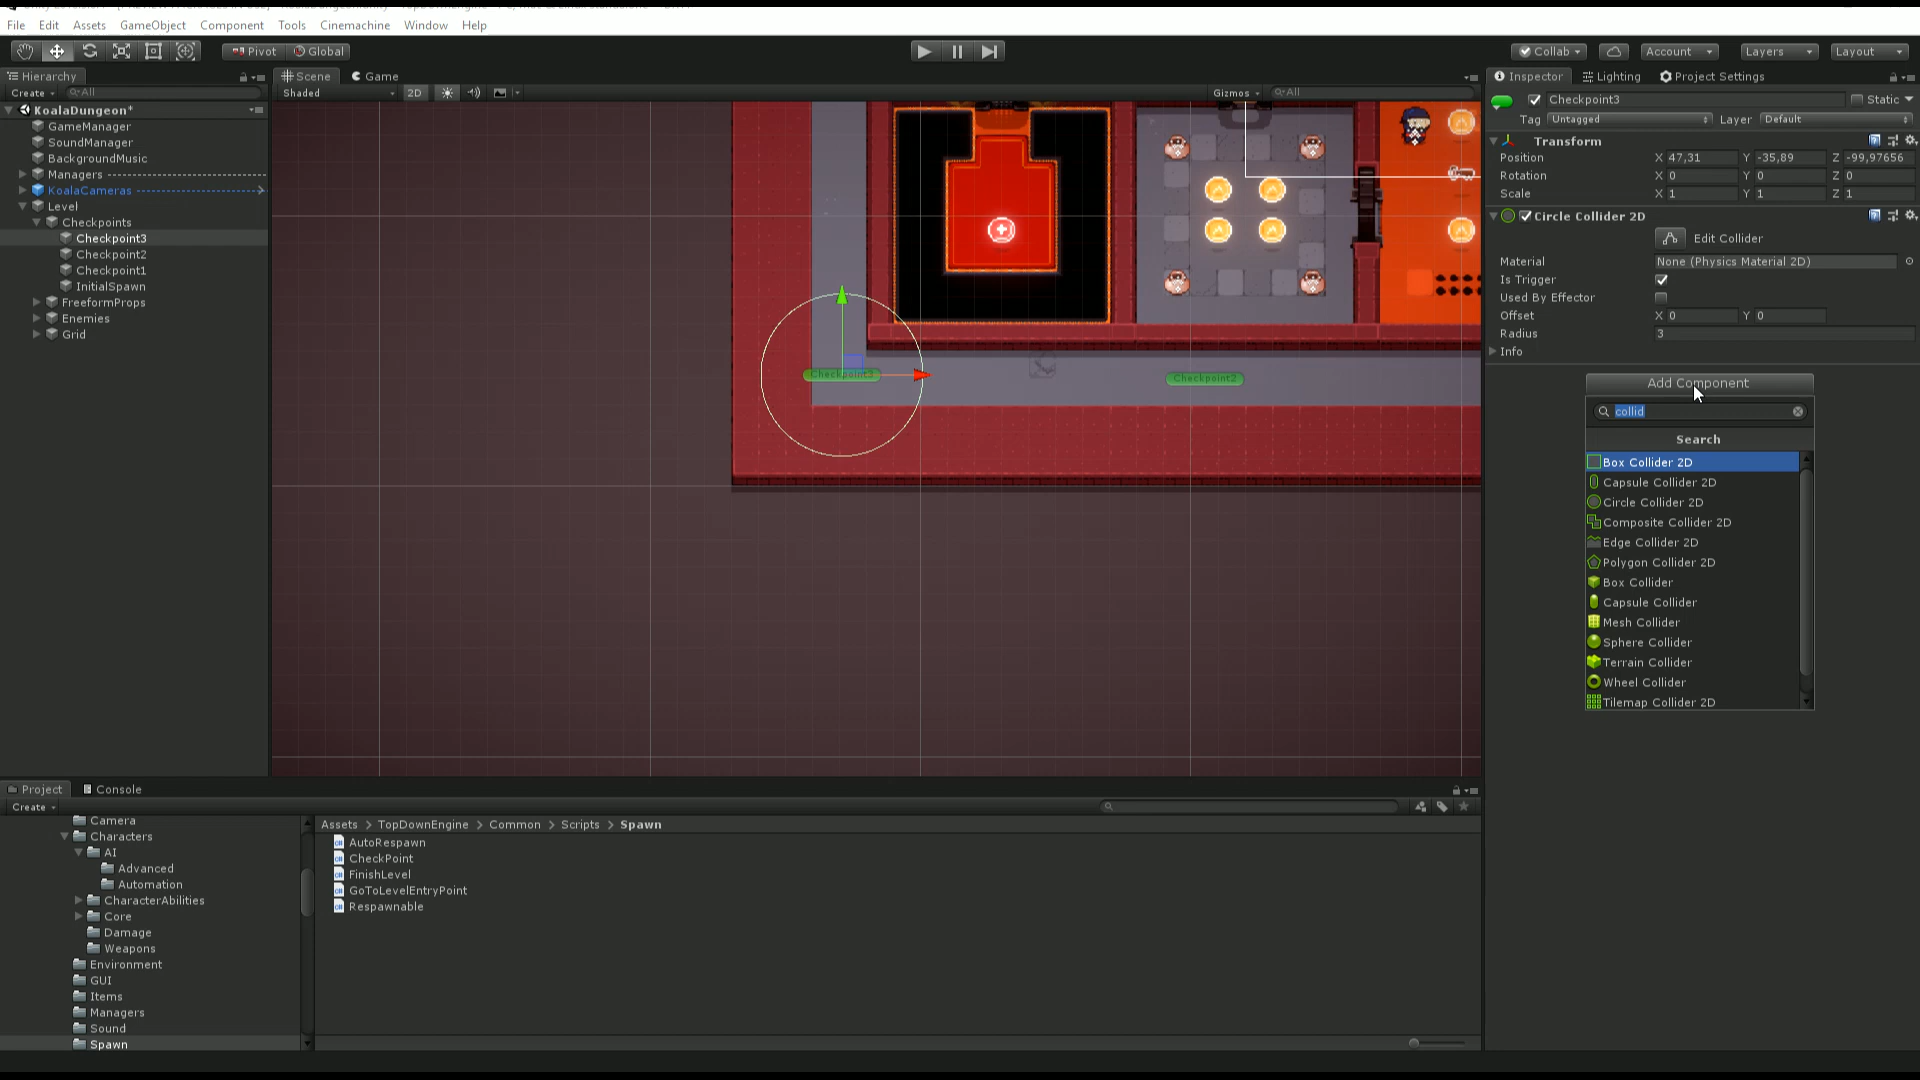 File Edit Assets GameObject Component Tools Cinemachine Window Help
Pivot Global Collab Account Layers Layout
Hierarchy
Create All
KoalaDungeon*
GameManager
SoundManager
BackgroundMusic
Managers
KoalaCameras
Level
Checkpoints
Checkpoint3
Checkpoint2
Checkpoint1
InitialSpawn
FreeformProps
Enemies
Grid
Scene Game
Shaded 2D Gizmos All
Checkpoint3
Checkpoint2
Inspector Lighting Project Settings
Checkpoint3 Static
Tag Untagged Layer Default
Transform
Position X 47,31 Y -35,89 Z -99,97656
Rotation X 0 Y 0 Z 0
Scale X 1 Y 1 Z 1
Circle Collider 2D
Edit Collider
Material None (Physics Material 2D)
Is Trigger
Used By Effector
Offset X 0 Y 0
Radius 3
Info
Add Component
collid
Search
Box Collider 2D
Capsule Collider 2D
Circle Collider 2D
Composite Collider 2D
Edge Collider 2D
Polygon Collider 2D
Box Collider
Capsule Collider
Mesh Collider
Sphere Collider
Terrain Collider
Wheel Collider
Tilemap Collider 2D
Project Console
Create
Camera
Characters
AI
Advanced
Automation
CharacterAbilities
Core
Damage
Weapons
Environment
GUI
Items
Managers
Sound
Spawn
Assets > TopDownEngine > Common > Scripts > Spawn
AutoRespawn
CheckPoint
FinishLevel
GoToLevelEntryPoint
Respawnable